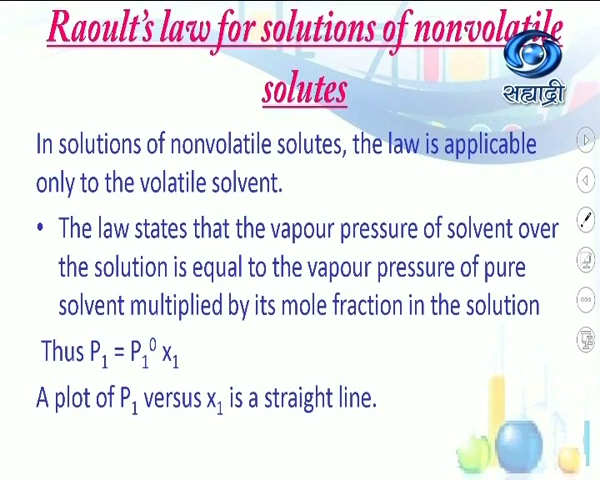 Raoult's law for solutions of nonvolatile
solutes
सह्याद्री
In solutions of nonvolatile solutes, the law is applicable
only to the volatile solvent.
• The law states that the vapour pressure of solvent over
the solution is equal to the vapour pressure of pure
solvent multiplied by its mole fraction in the solution
Thus P₁ = P₁⁰ x₁
A plot of P₁ versus x₁ is a straight line.